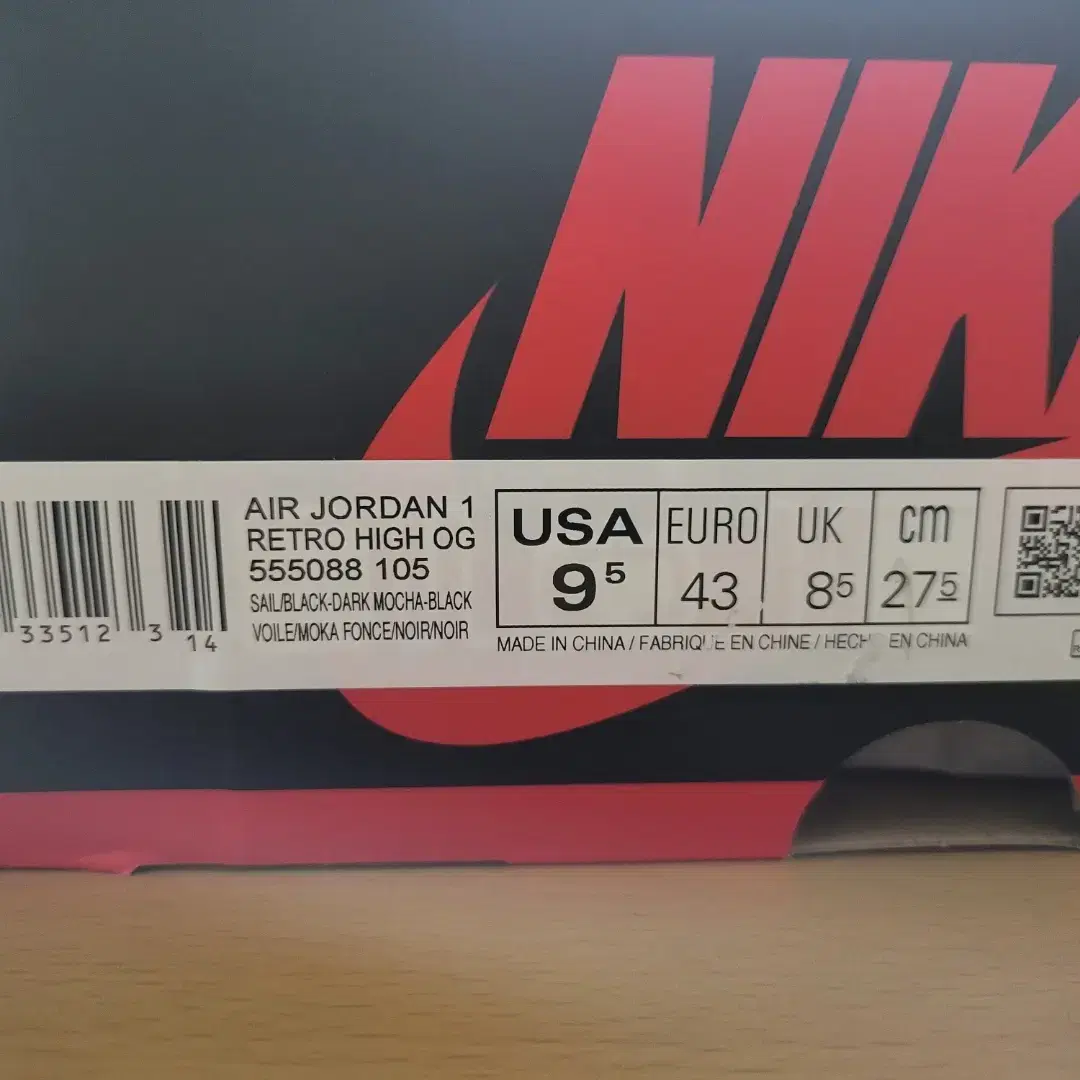 NIK
AIR JORDAN 1
RETRO HIGH OG
555088 105
SAIL/BLACK-DARK MOCHA-BLACK
VOILE/MOKA FONCE/NOIR/NOIR
33512 3 14
USA EURO UK CM
9 5 43 8 5 27 5
MADE IN CHINA / FABRIQUE EN CHINE / HECHO EN CHINA